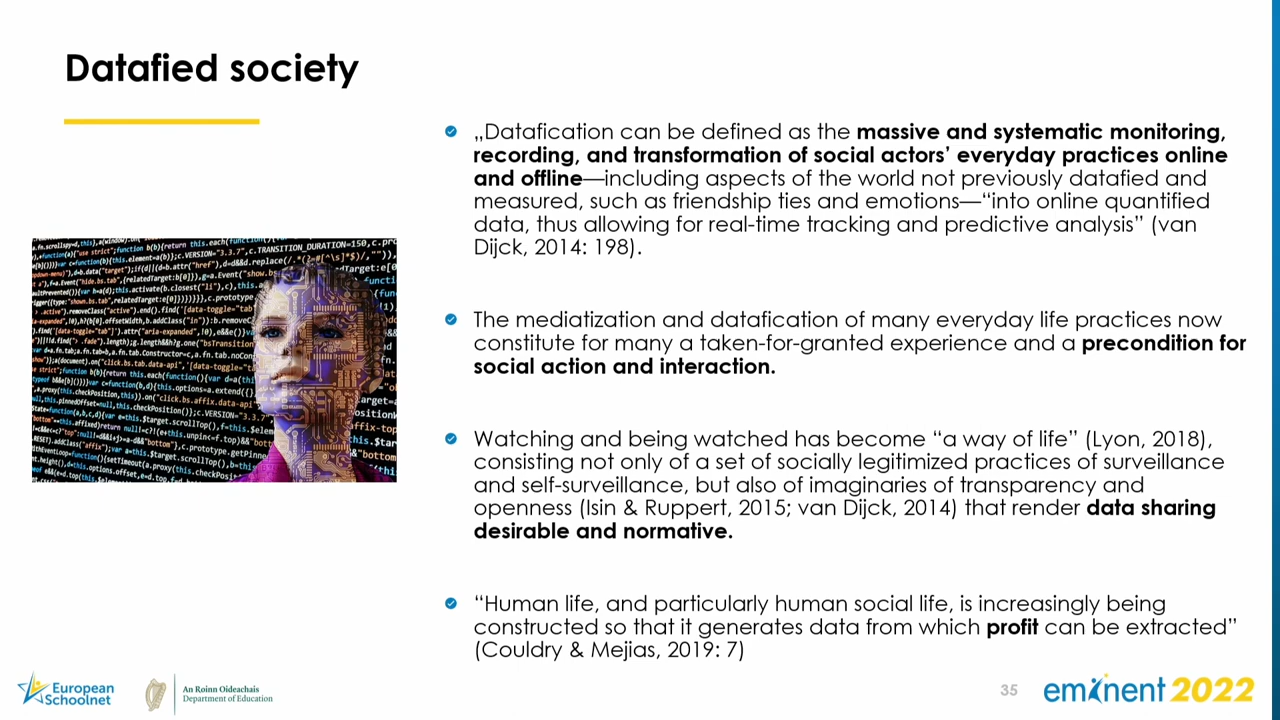 Datafied society
„Datafication can be defined as the massive and systematic monitoring,
recording, and transformation of social actors’ everyday practices online
and offline—including aspects of the world not previously datafied and
measured, such as friendship ties and emotions—“into online quantified
data, thus allowing for real-time tracking and predictive analysis” (van
Dijck, 2014: 198).
The mediatization and datafication of many everyday life practices now
constitute for many a taken-for-granted experience and a precondition for
social action and interaction.
Watching and being watched has become “a way of life” (Lyon, 2018),
consisting not only of a set of socially legitimized practices of surveillance
and self-surveillance, but also of imaginaries of transparency and
openness (Isin & Ruppert, 2015; van Dijck, 2014) that render data sharing
desirable and normative.
“Human life, and particularly human social life, is increasingly being
constructed so that it generates data from which profit can be extracted”
(Couldry & Mejias, 2019: 7)
European
Schoolnet
An Roinn Oideachais
Department of Education
35
eminent 2022